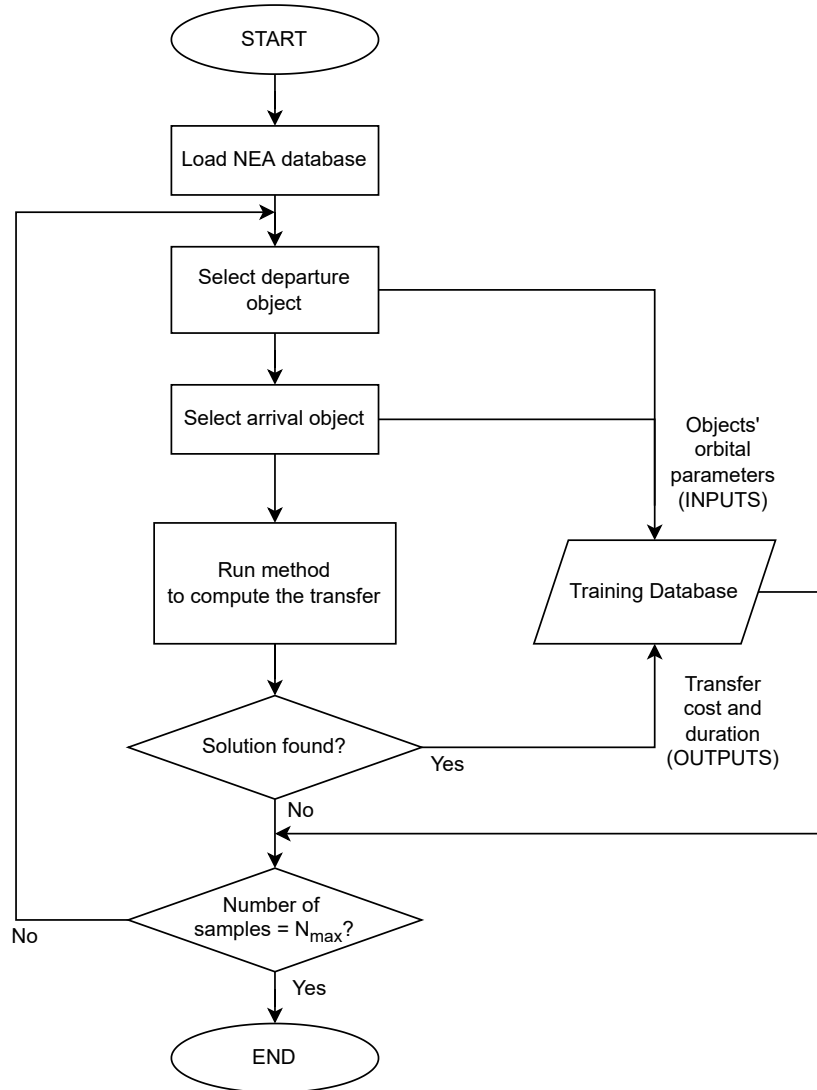 START
Load NEA database
Select departure
object
Select arrival object
Objects'
orbital
parameters
(INPUTS)
Run method
to compute the transfer
Training Database
Transfer
cost and
duration
(OUTPUTS)
Solution found?
Yes
No
Number of
samples = Nmax?
No
Yes
END